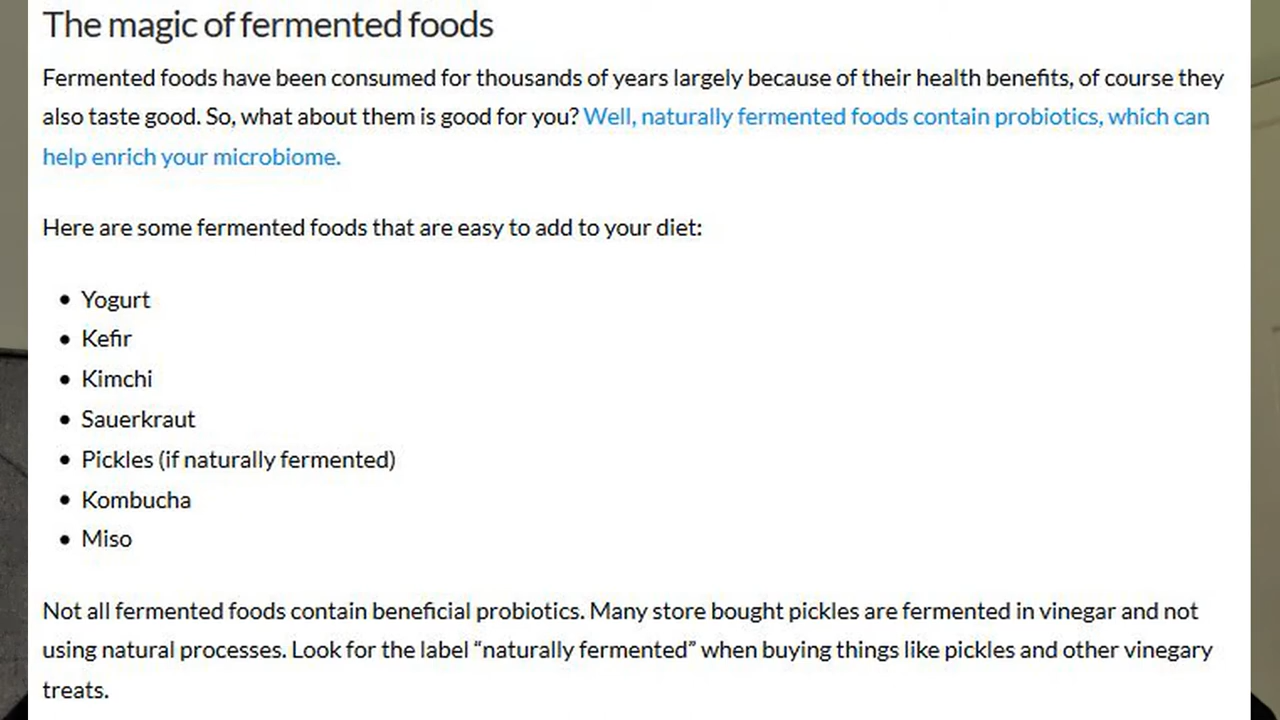 The magic of fermented foods
Fermented foods have been consumed for thousands of years largely because of their health benefits, of course they
also taste good. So, what about them is good for you? Well, naturally fermented foods contain probiotics, which can
help enrich your microbiome.
Here are some fermented foods that are easy to add to your diet:
• Yogurt
• Kefir
• Kimchi
• Sauerkraut
• Pickles (if naturally fermented)
• Kombucha
• Miso
Not all fermented foods contain beneficial probiotics. Many store bought pickles are fermented in vinegar and not
using natural processes. Look for the label “naturally fermented” when buying things like pickles and other vinegary
treats.